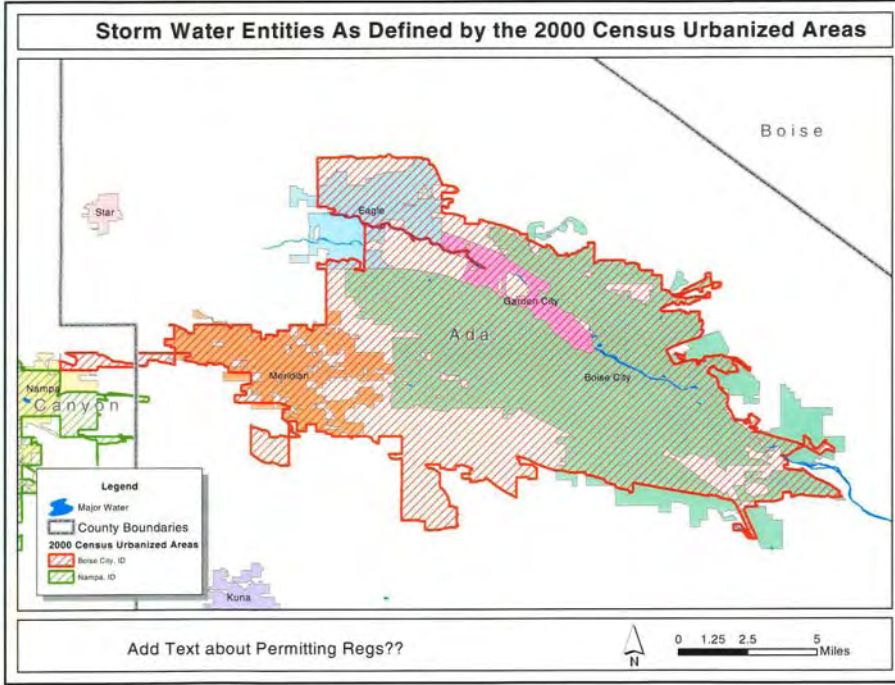 Storm Water Entities As Defined by the 2000 Census Urbanized Areas
Boise
Star
Eagle
Garden City
Ada
Meridian
Boise City
Nampa
Canyon
Legend
Major Water
County Boundaries
2000 Census Urbanized Areas
Boise City, ID
Nampa, ID
Kuna
Add Text about Permitting Regs??
N
0 1.25 2.5 5
Miles